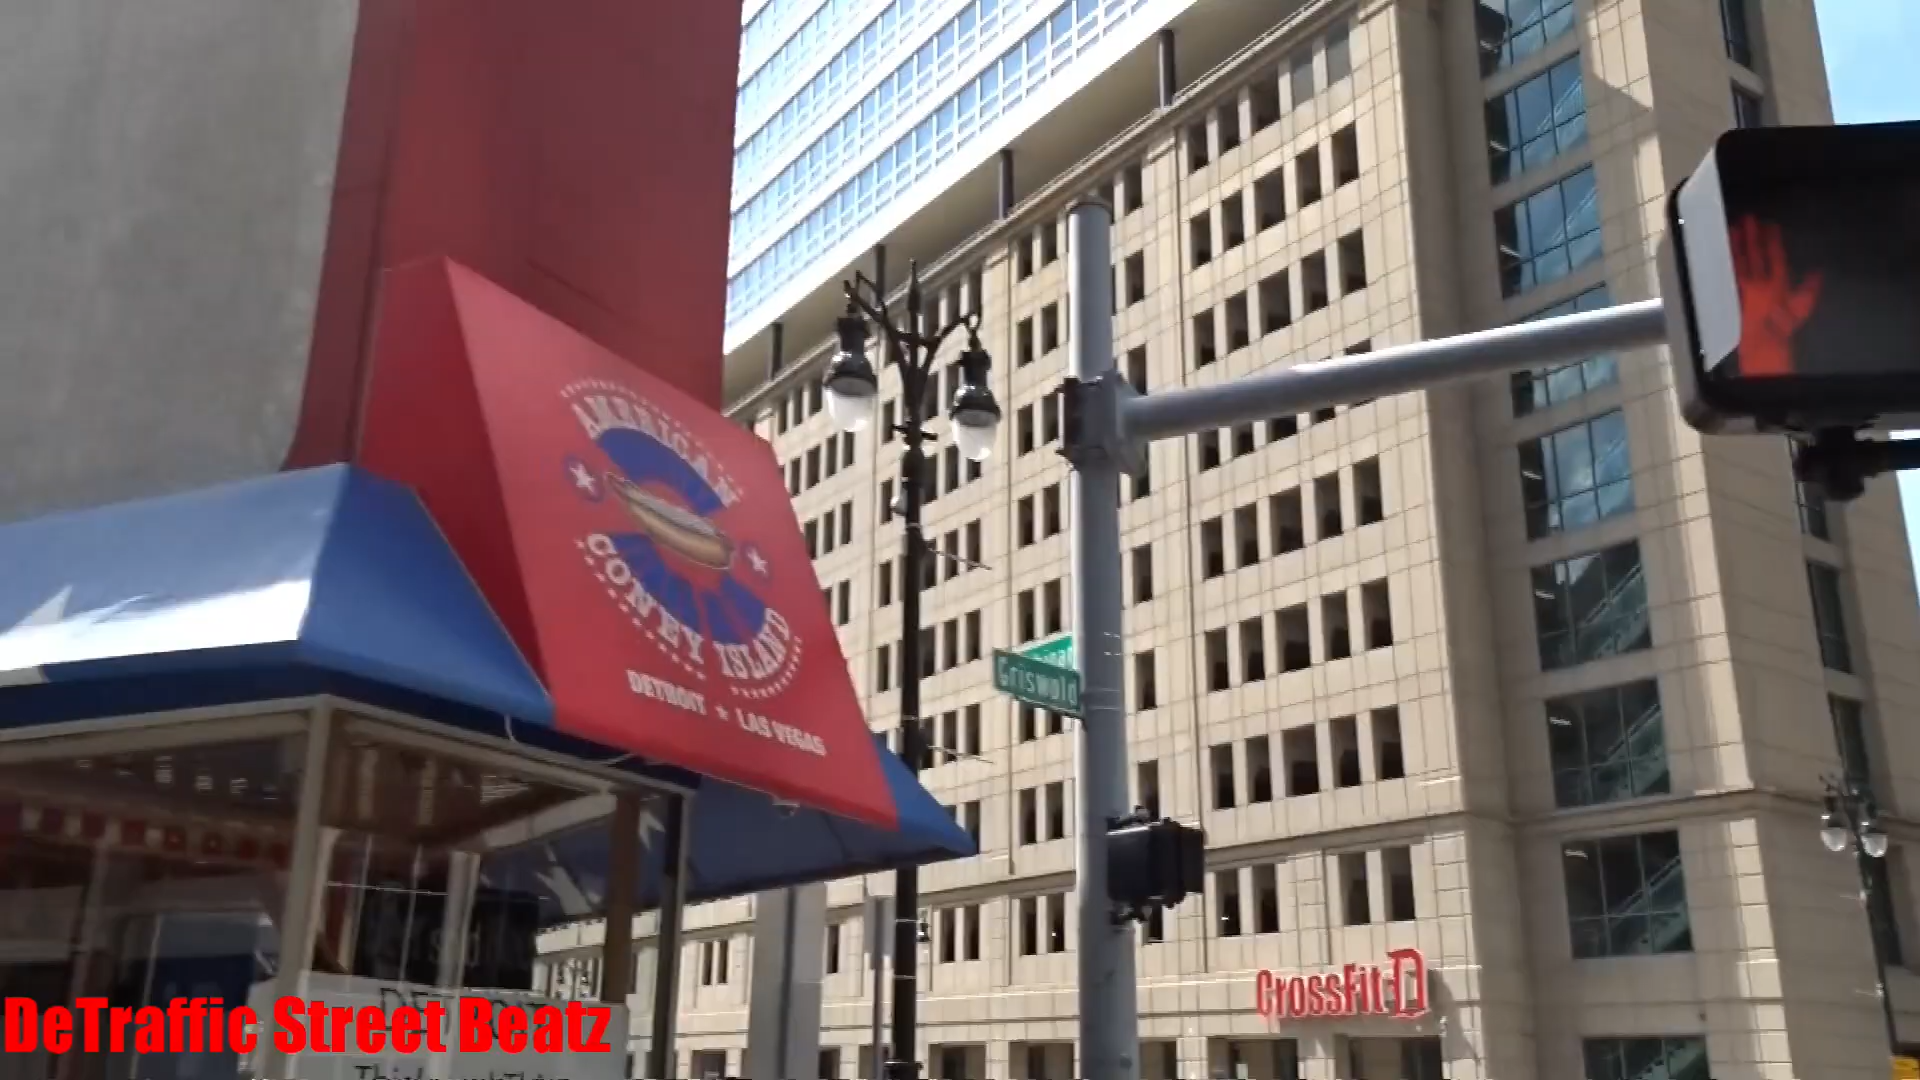 AMERICAN
CONEY ISLAND
DETROIT ★ LAS VEGAS
Griswold
CrossFit D
DeTraffic Street Beatz